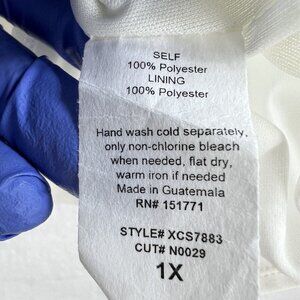 SELF
100% Polyester
LINING
100% Polyester
Hand wash cold separately,
only non-chlorine bleach
when needed, flat dry,
warm iron if needed
Made in Guatemala
RN# 151771
STYLE# XCS7883
CUT# N0029
1X